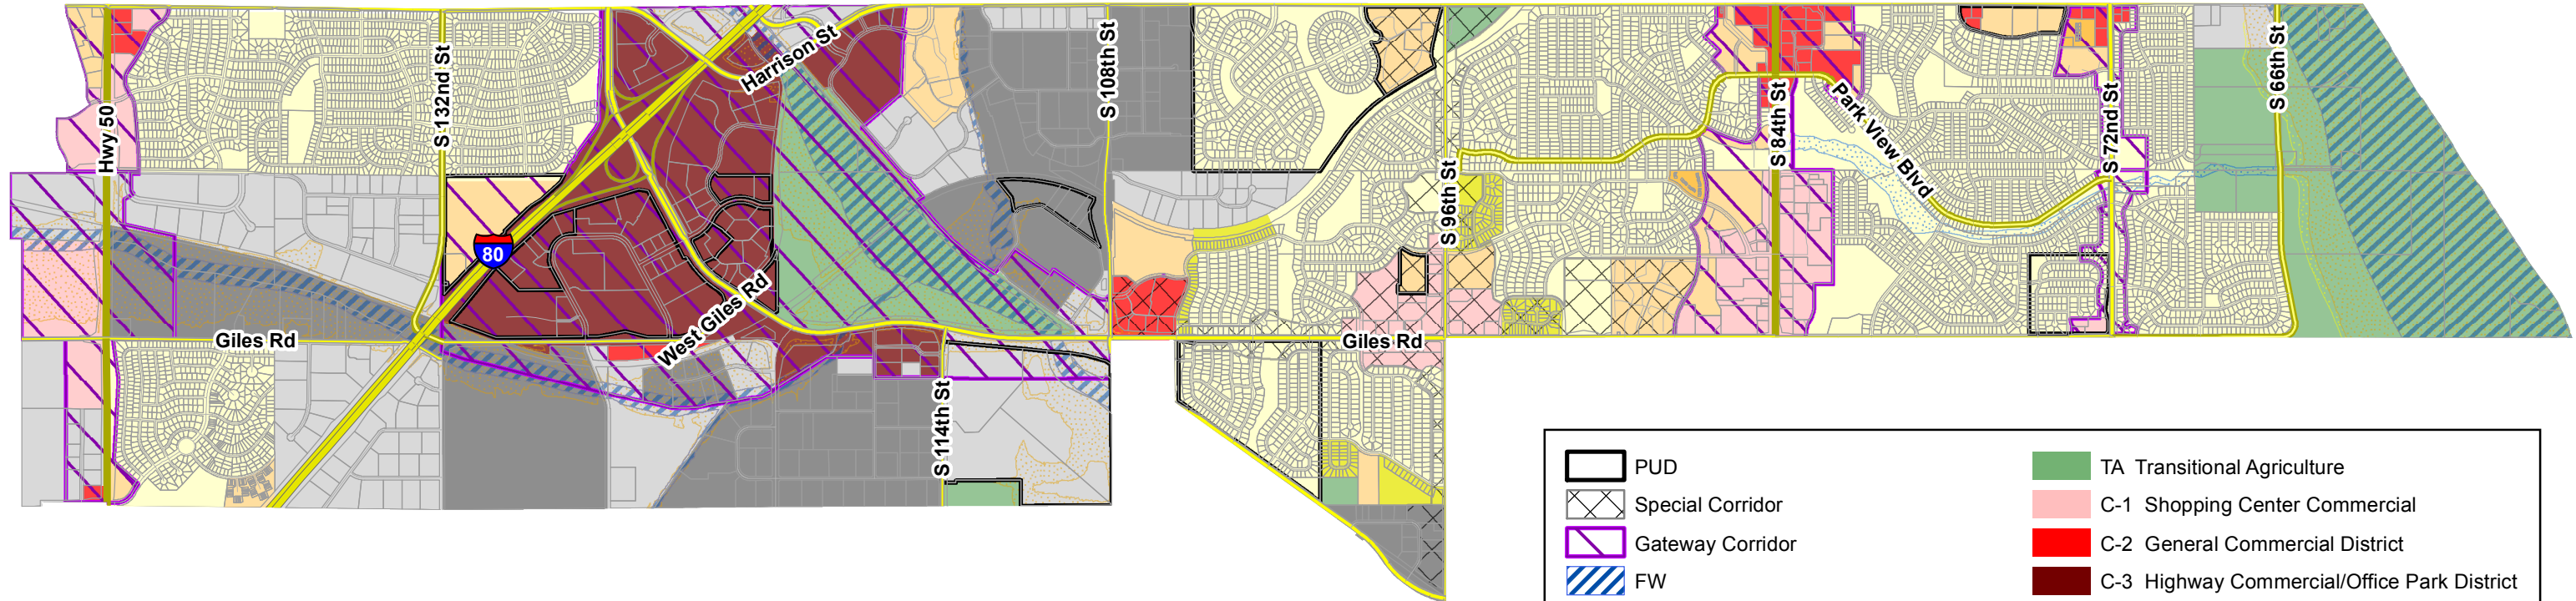 Harrison St
S 108th St
S 132nd St
Hwy 50
S 66th St
S 84th St
Park View Blvd
S 72nd St
S 96th St
80
West Giles Rd
Giles Rd
Giles Rd
S 114th St
PUD
Special Corridor
Gateway Corridor
FW
TA Transitional Agriculture
C-1 Shopping Center Commercial
C-2 General Commercial District
C-3 Highway Commercial/Office Park District